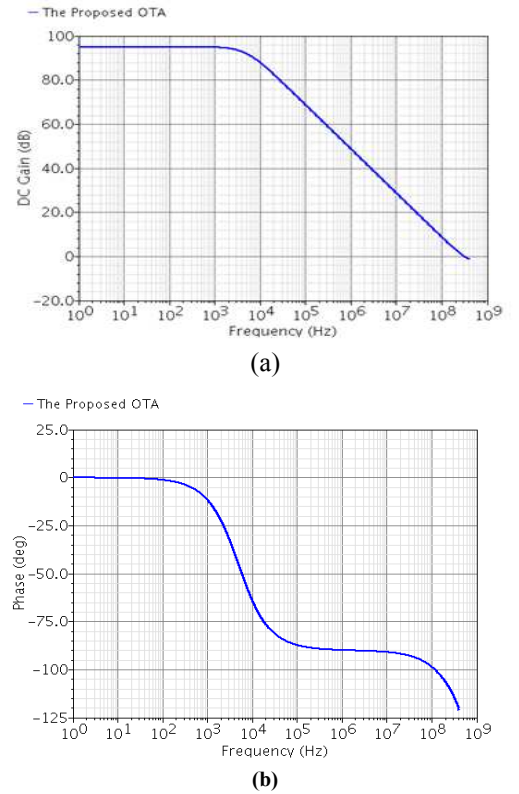 The Proposed OTA
100
80.0
60.0
40.0
20.0
0
-20.0
DC Gain (dB)
10⁰ 10¹ 10² 10³ 10⁴ 10⁵ 10⁶ 10⁷ 10⁸ 10⁹
Frequency (Hz)
(a)
The Proposed OTA
25.0
0
-25.0
-50.0
-75.0
-100
-125
Phase (deg)
10⁰ 10¹ 10² 10³ 10⁴ 10⁵ 10⁶ 10⁷ 10⁸ 10⁹
Frequency (Hz)
(b)